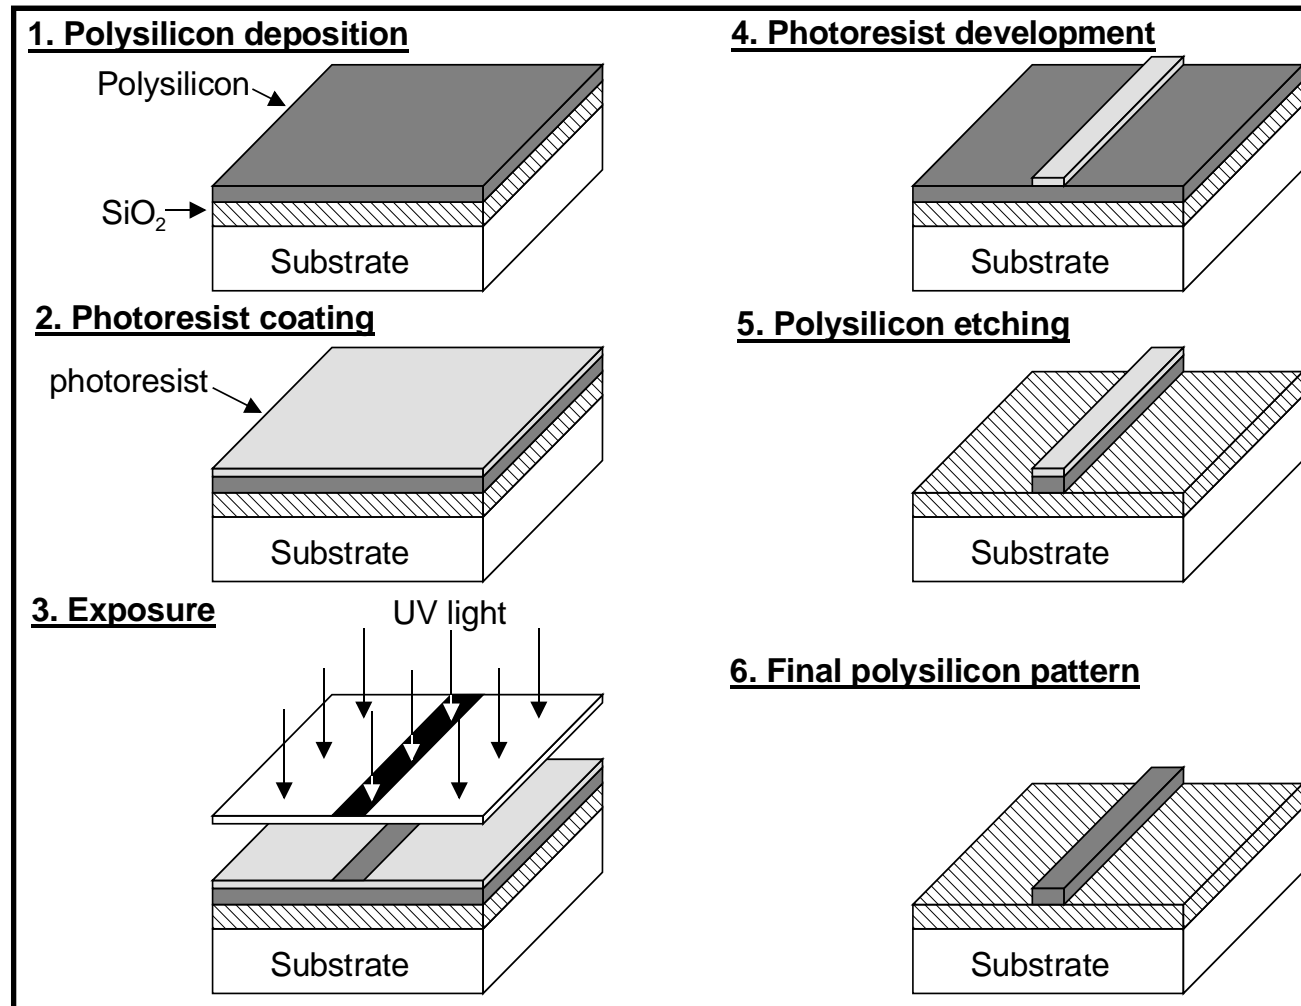 1. Polysilicon deposition
Polysilicon
SiO2
Substrate
2. Photoresist coating
photoresist
Substrate
3. Exposure
UV light
Substrate
4. Photoresist development
Substrate
5. Polysilicon etching
Substrate
6. Final polysilicon pattern
Substrate